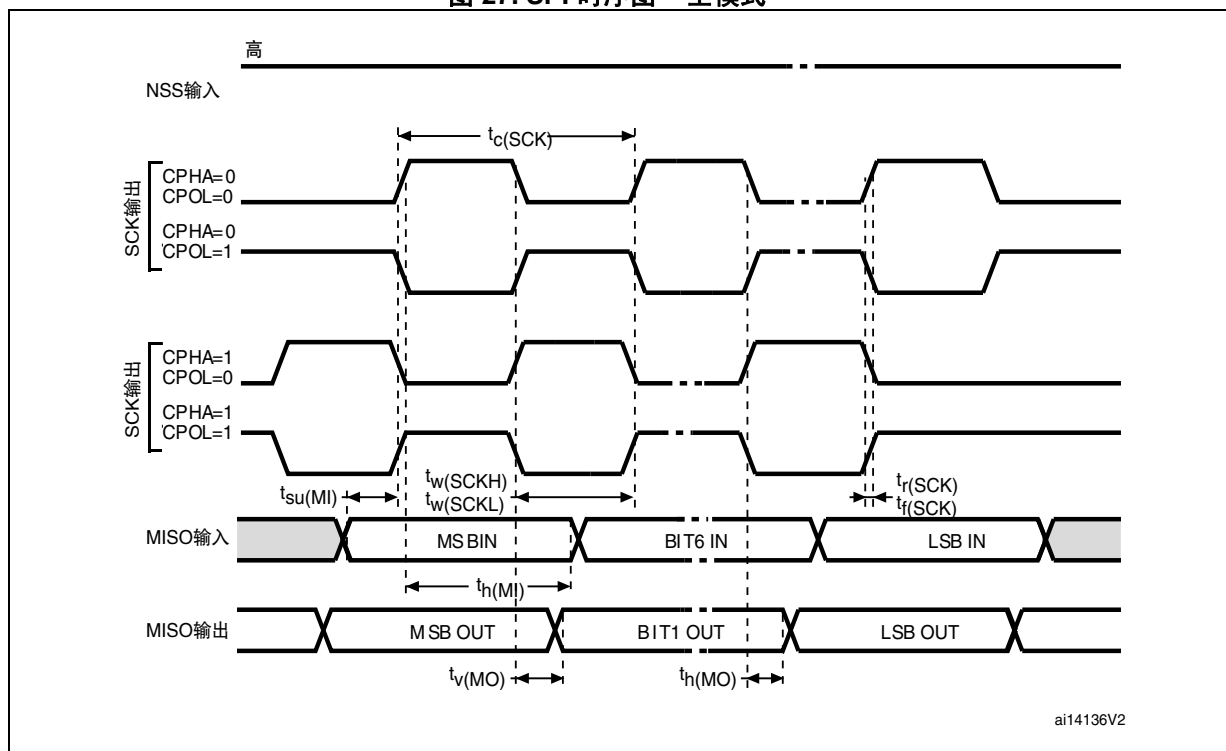 高
NSS输入
tc(SCK)
SCK输出
CPHA=0
CPOL=0
CPHA=0
CPOL=1
SCK输出
CPHA=1
CPOL=0
CPHA=1
CPOL=1
tsu(MI)
tw(SCKH)
tw(SCKL)
tr(SCK)
tf(SCK)
MISO输入
MSBIN
BIT6 IN
LSB IN
th(MI)
MISO输出
MSB OUT
BIT1 OUT
LSB OUT
tv(MO)
th(MO)
ai14136V2